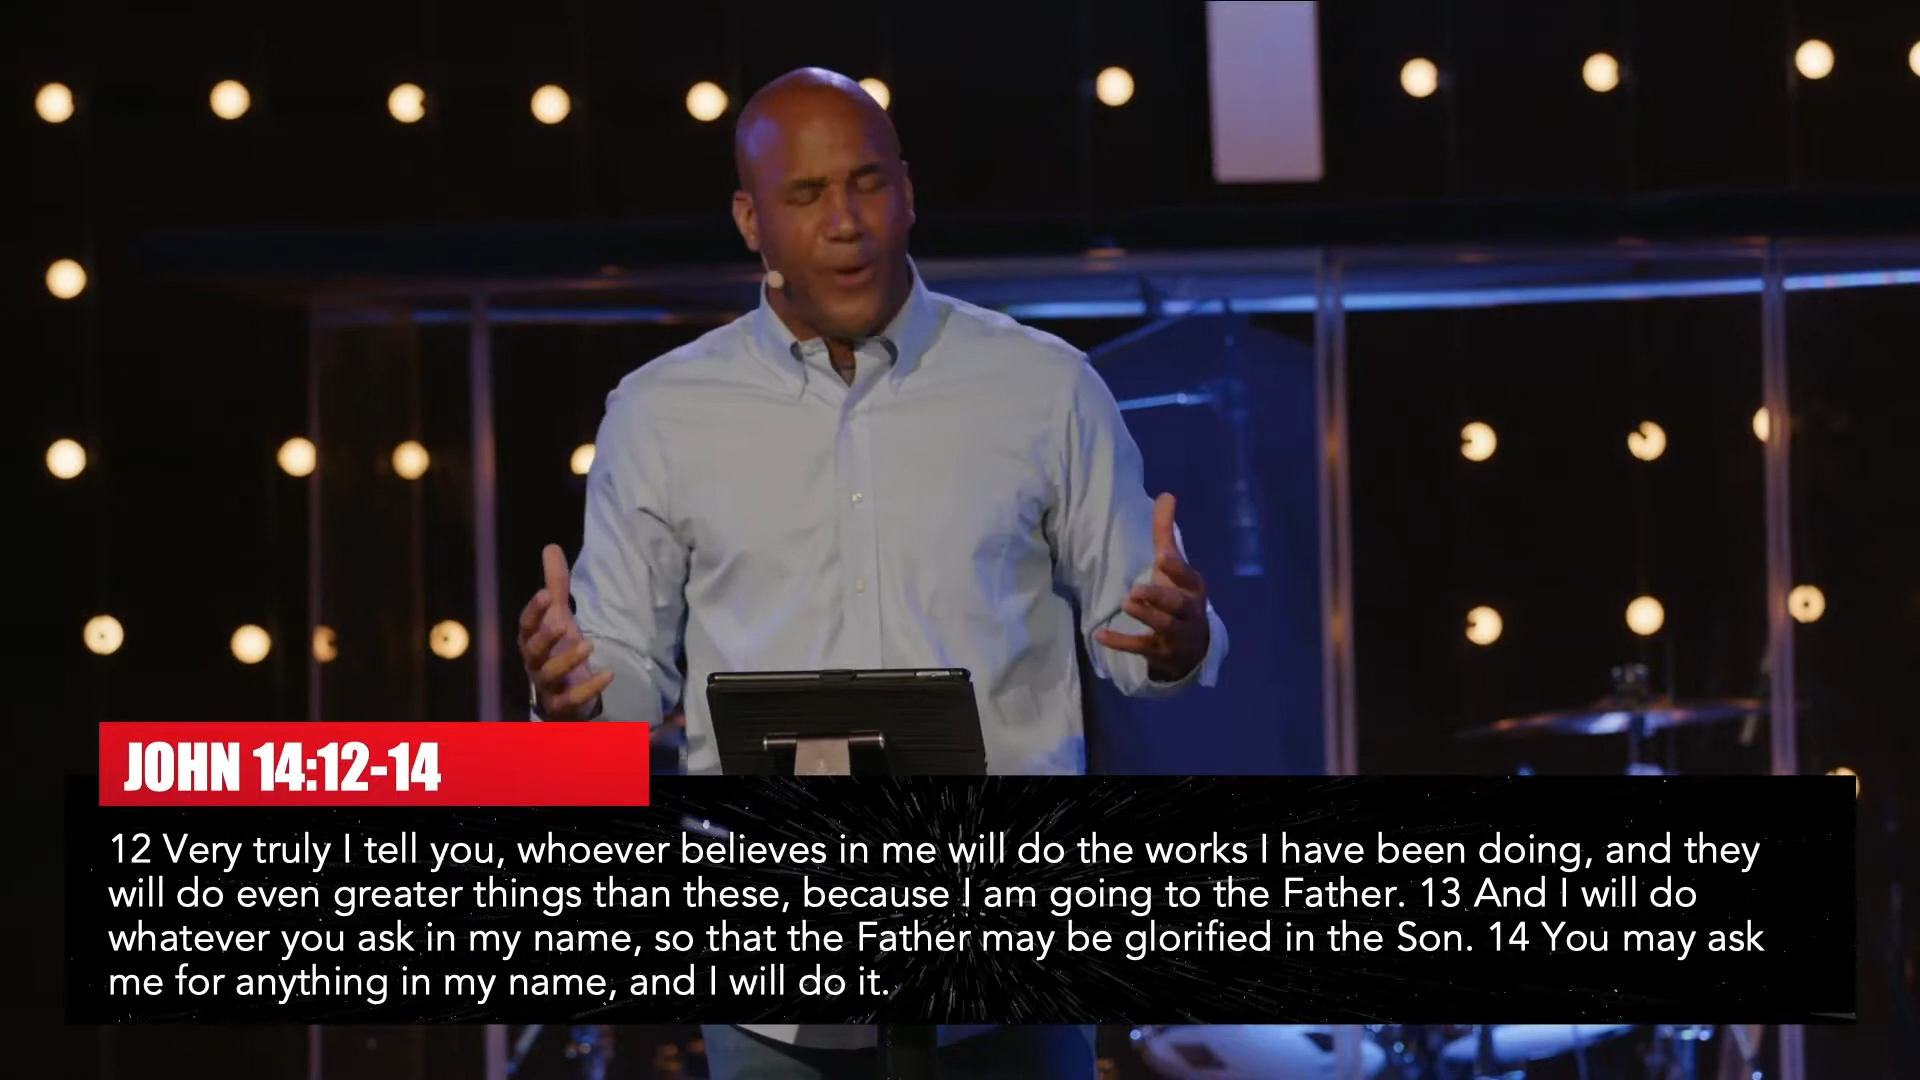 JOHN 14:12-14
12 Very truly I tell you, whoever believes in me will do the works I have been doing, and they
will do even greater things than these, because I am going to the Father. 13 And I will do
whatever you ask in my name, so that the Father may be glorified in the Son. 14 You may ask
me for anything in my name, and I will do it.